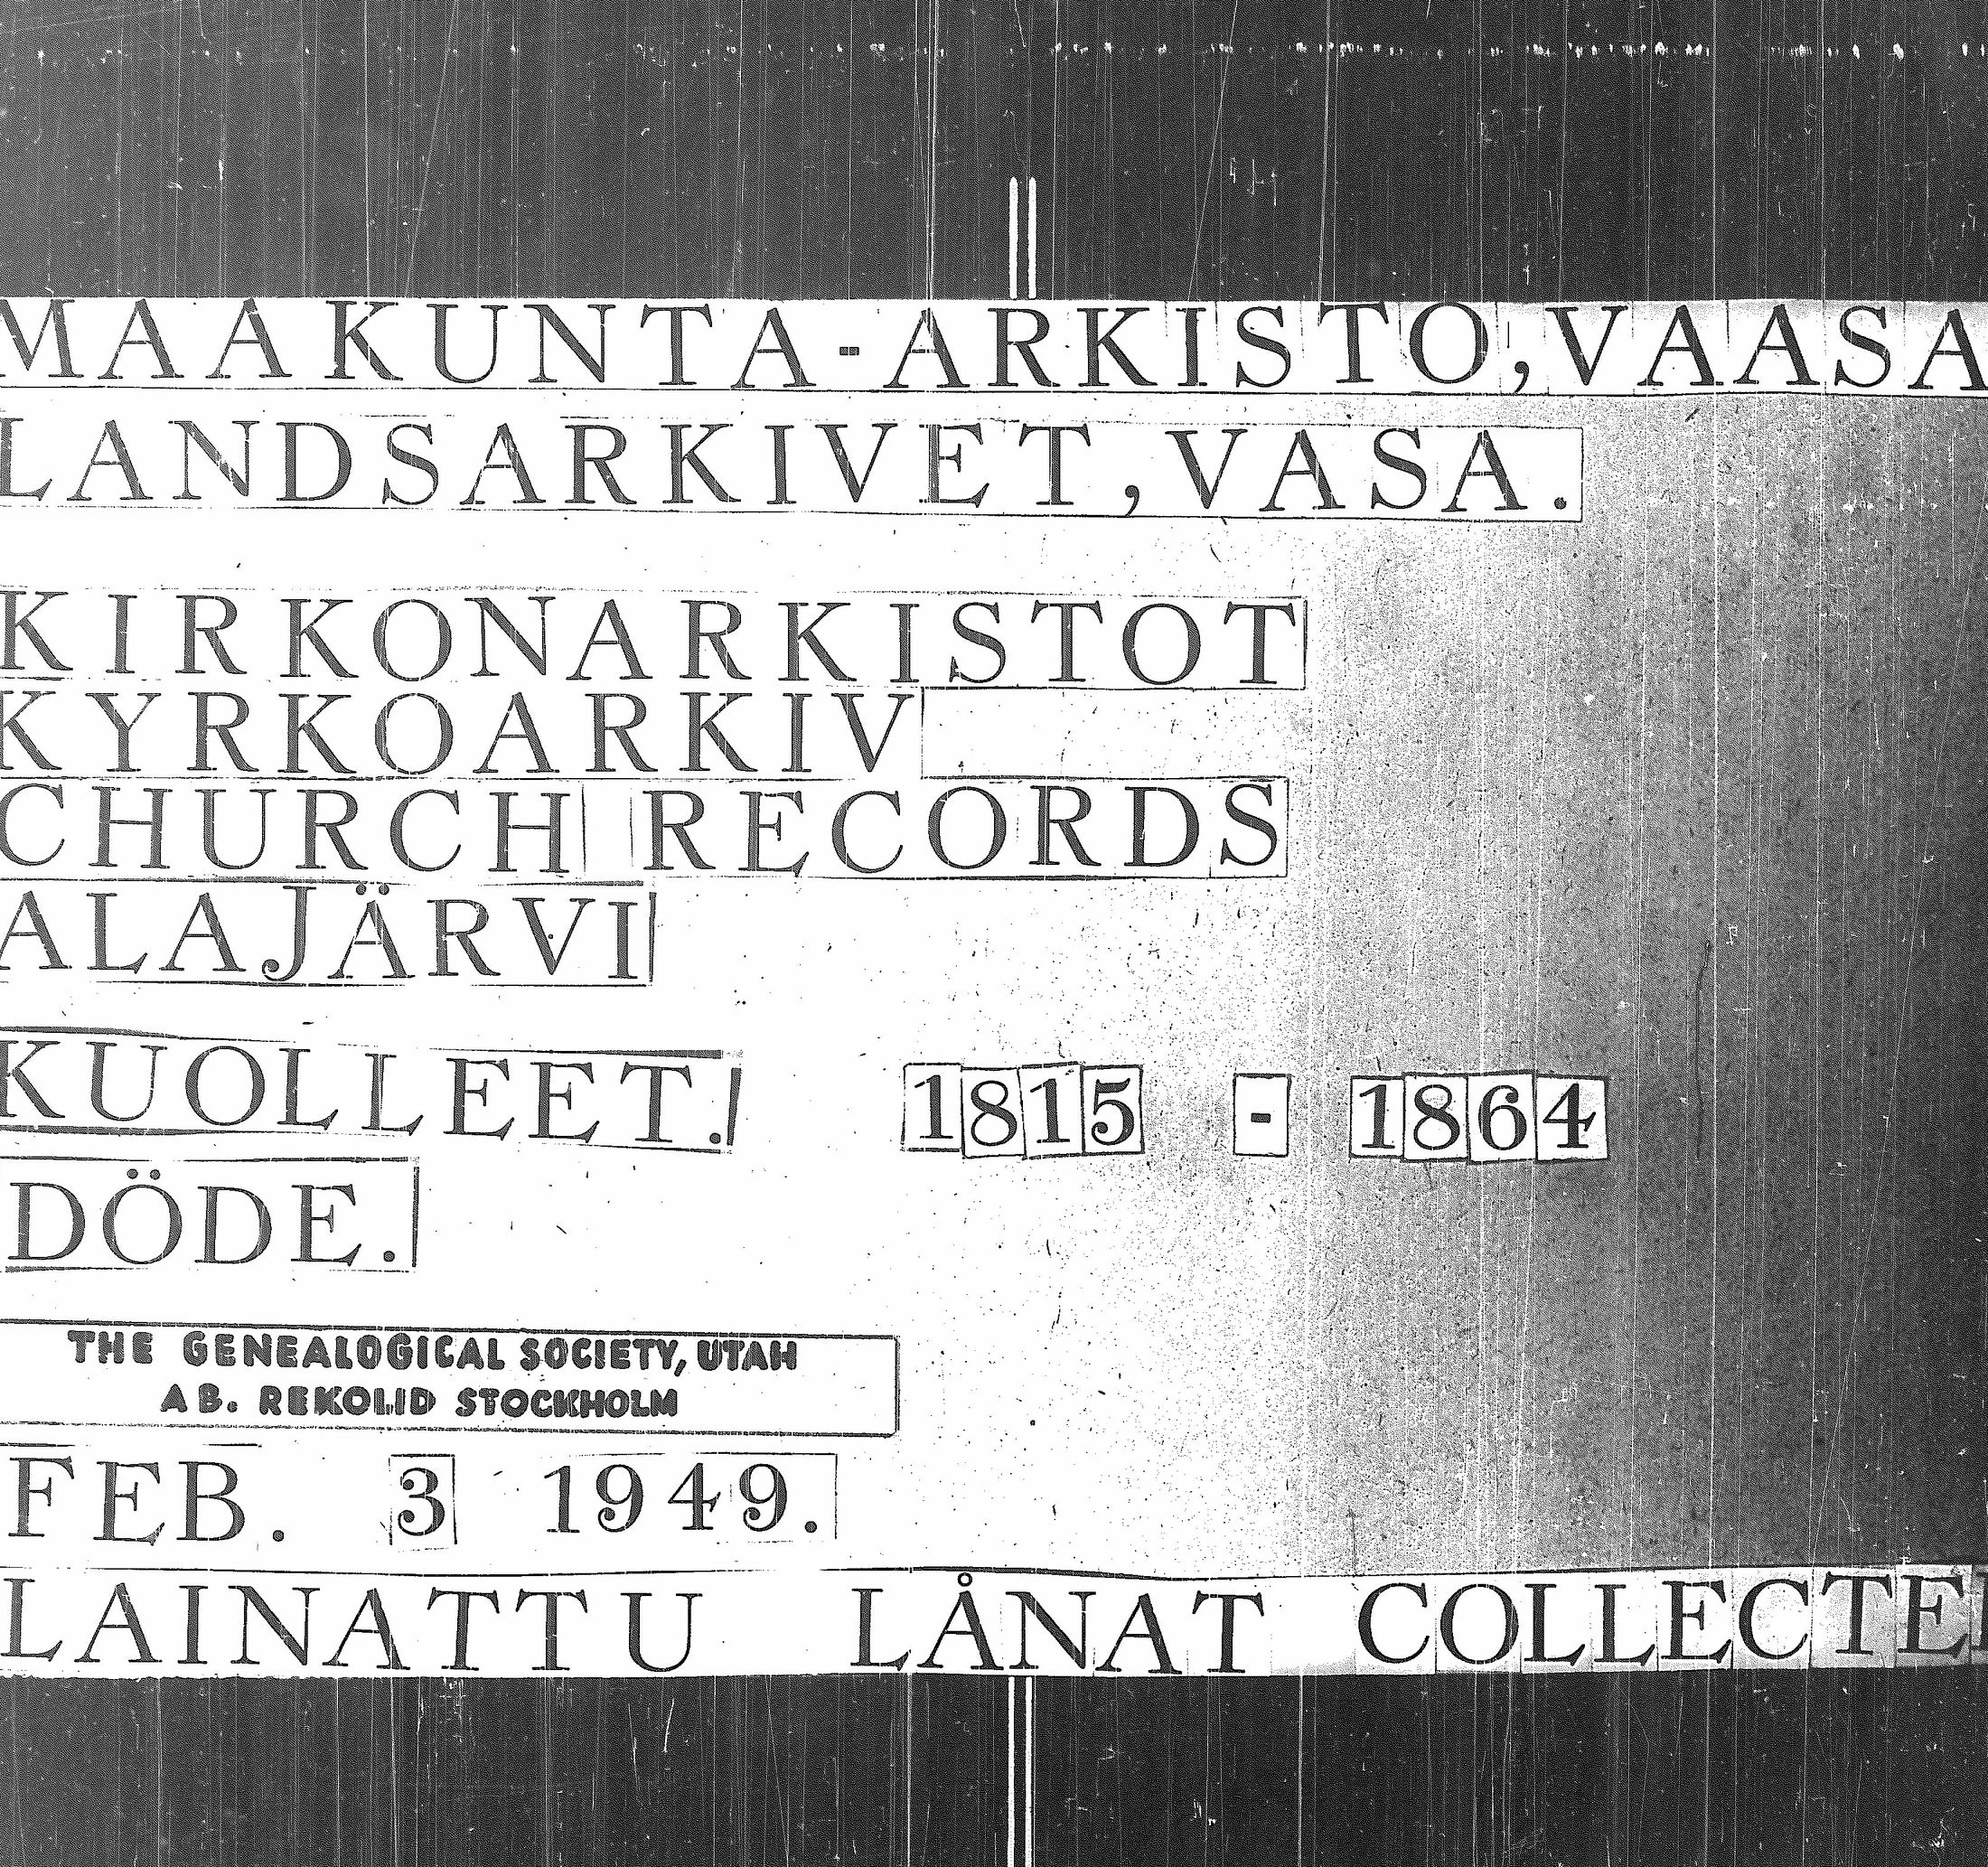 MAAKUNTA-ARKISTO, VAASA
LANDSARKIVET, VASA.
KIRKONARKISTOT
KYRKOARKIV
CHURCH RECORDS
ALAJÄRVI
KUOLLEET. 1815 - 1864
DÖDE.
THE GENEALOGICAL SOCIETY, UTAH
AB. REKOLID STOCKHOLM
FEB. 3 1949.
LAINATTU LÅNAT COLLECTE